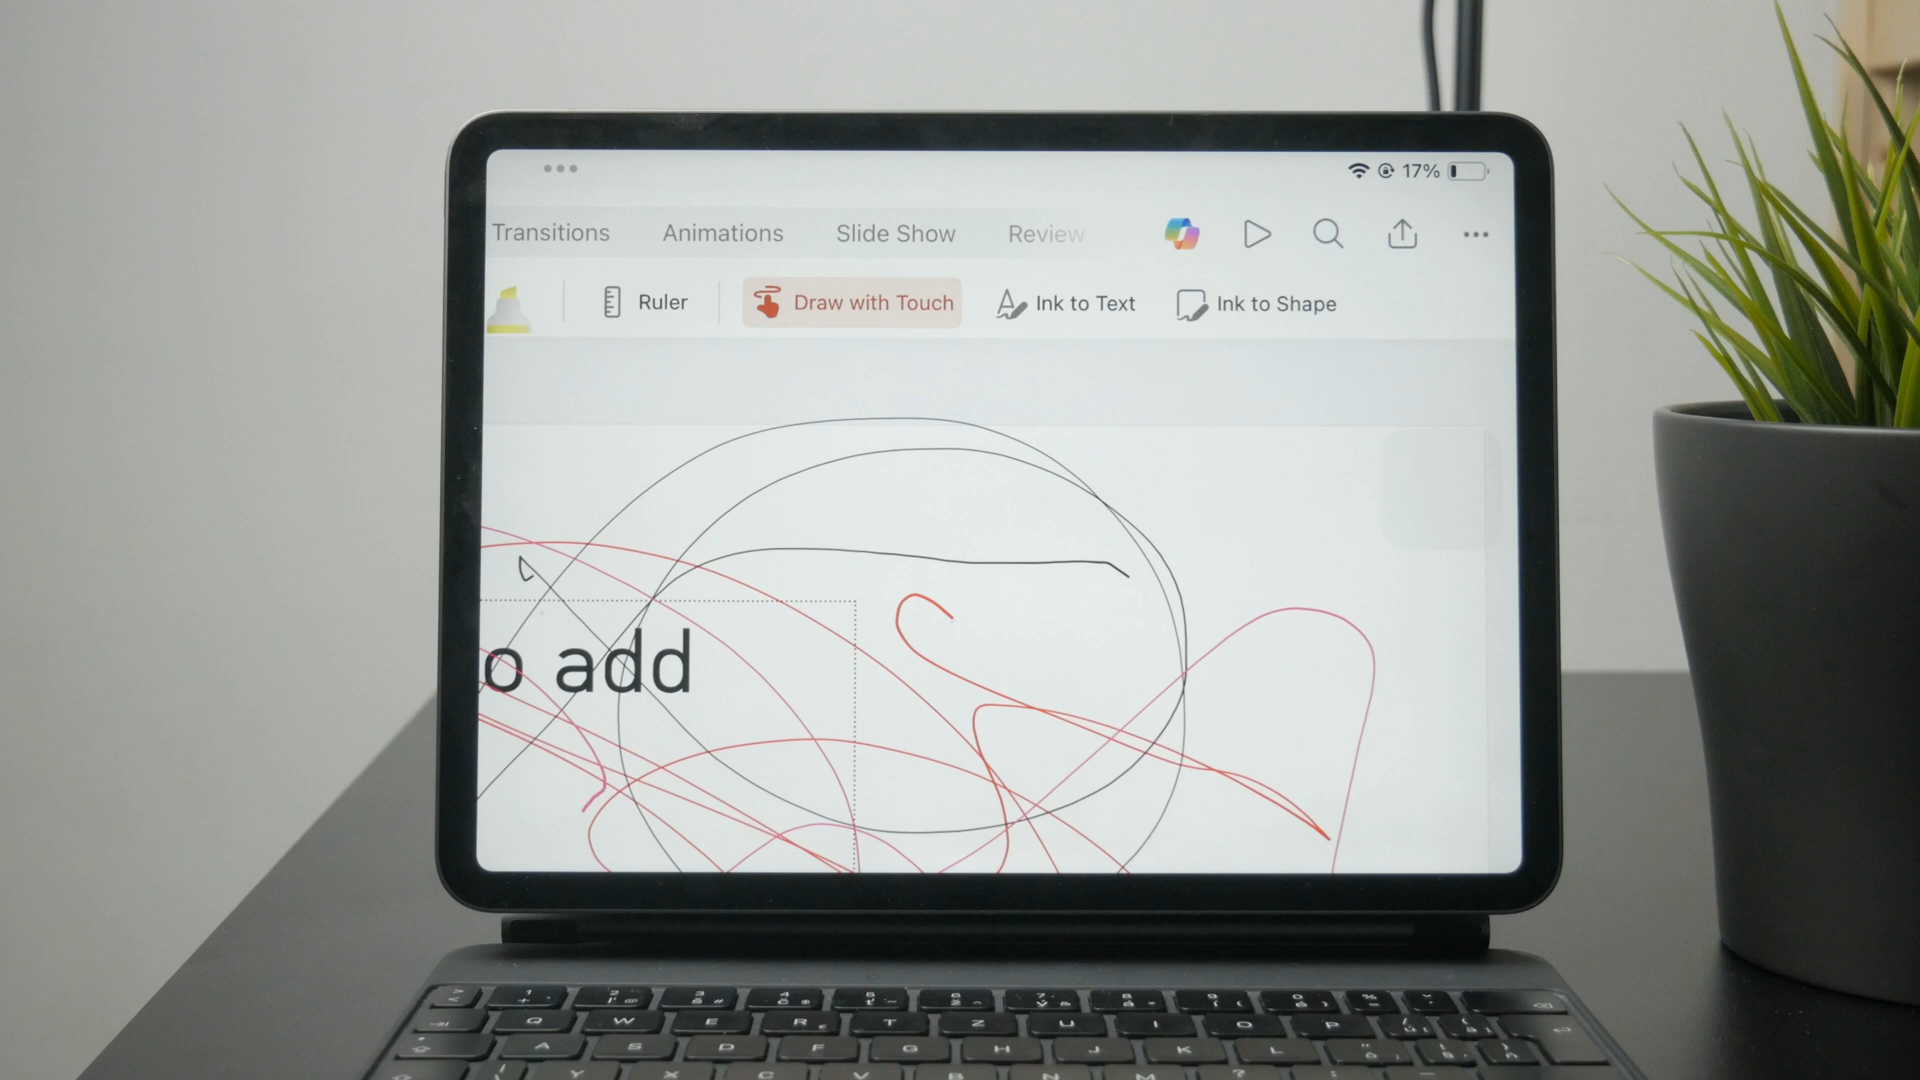 17%
Transitions Animations Slide Show Review
Ruler Draw with Touch Ink to Text Ink to Shape
o add
Q W E R T Z U I O P
A S D F G H J K L
Y X C V B N M